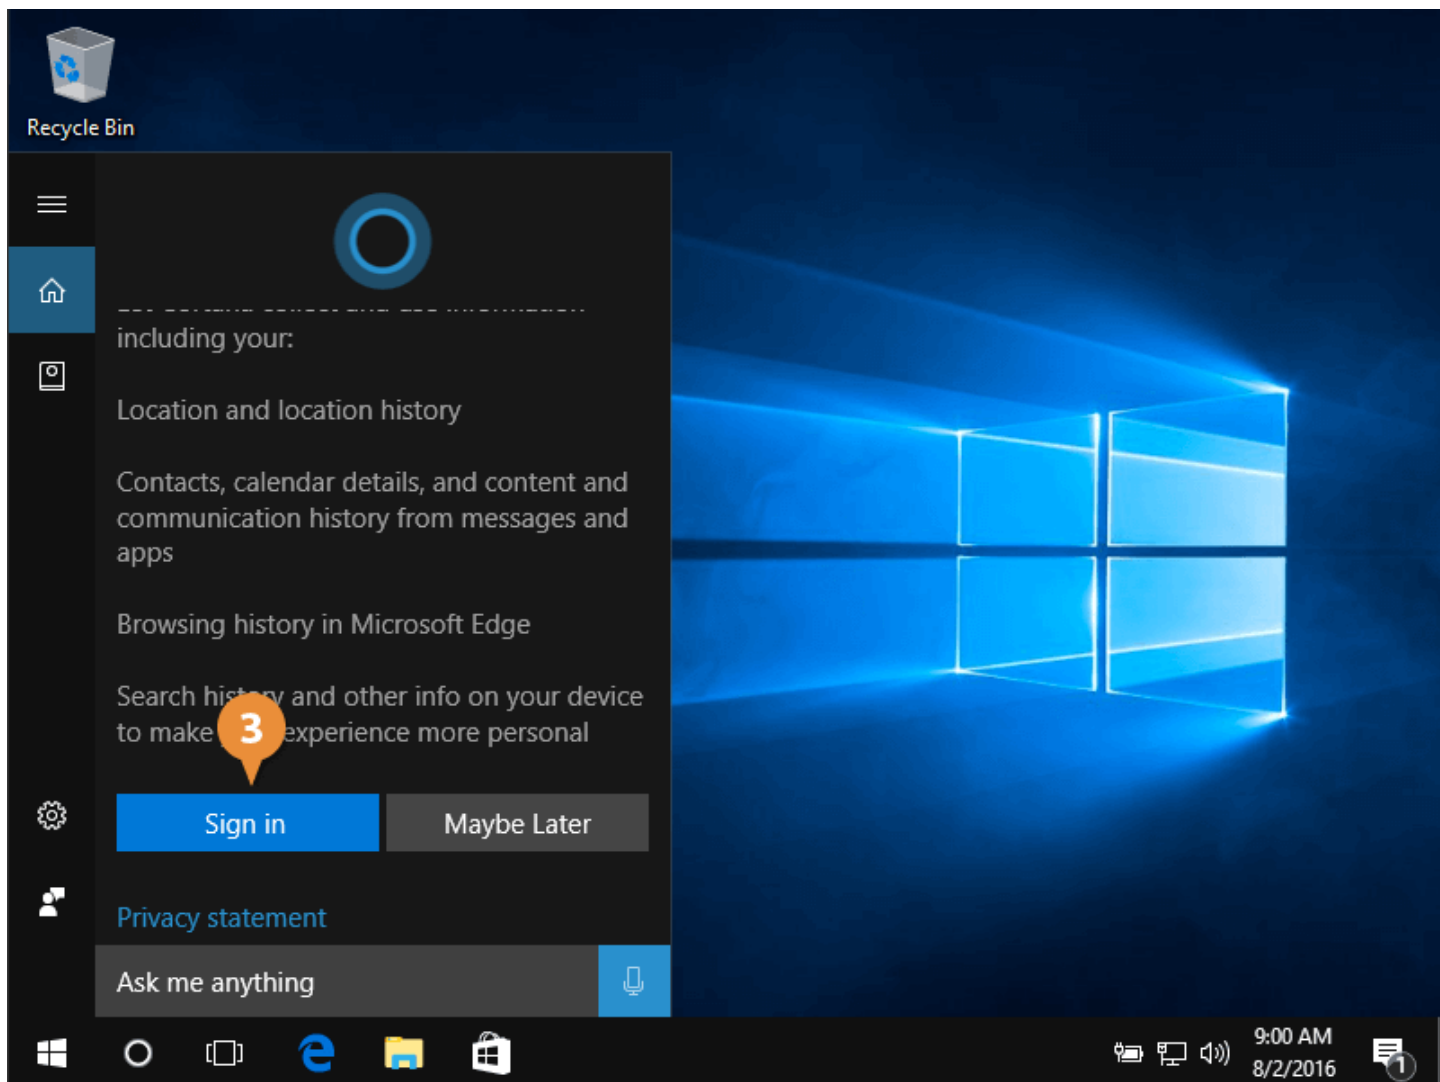 Recycle Bin
including your:
Location and location history
Contacts, calendar details, and content and
communication history from messages and
apps
Browsing history in Microsoft Edge
Search history and other info on your device
to make experience more personal
3
Sign in
Maybe Later
Privacy statement
Ask me anything
9:00 AM
8/2/2016
1